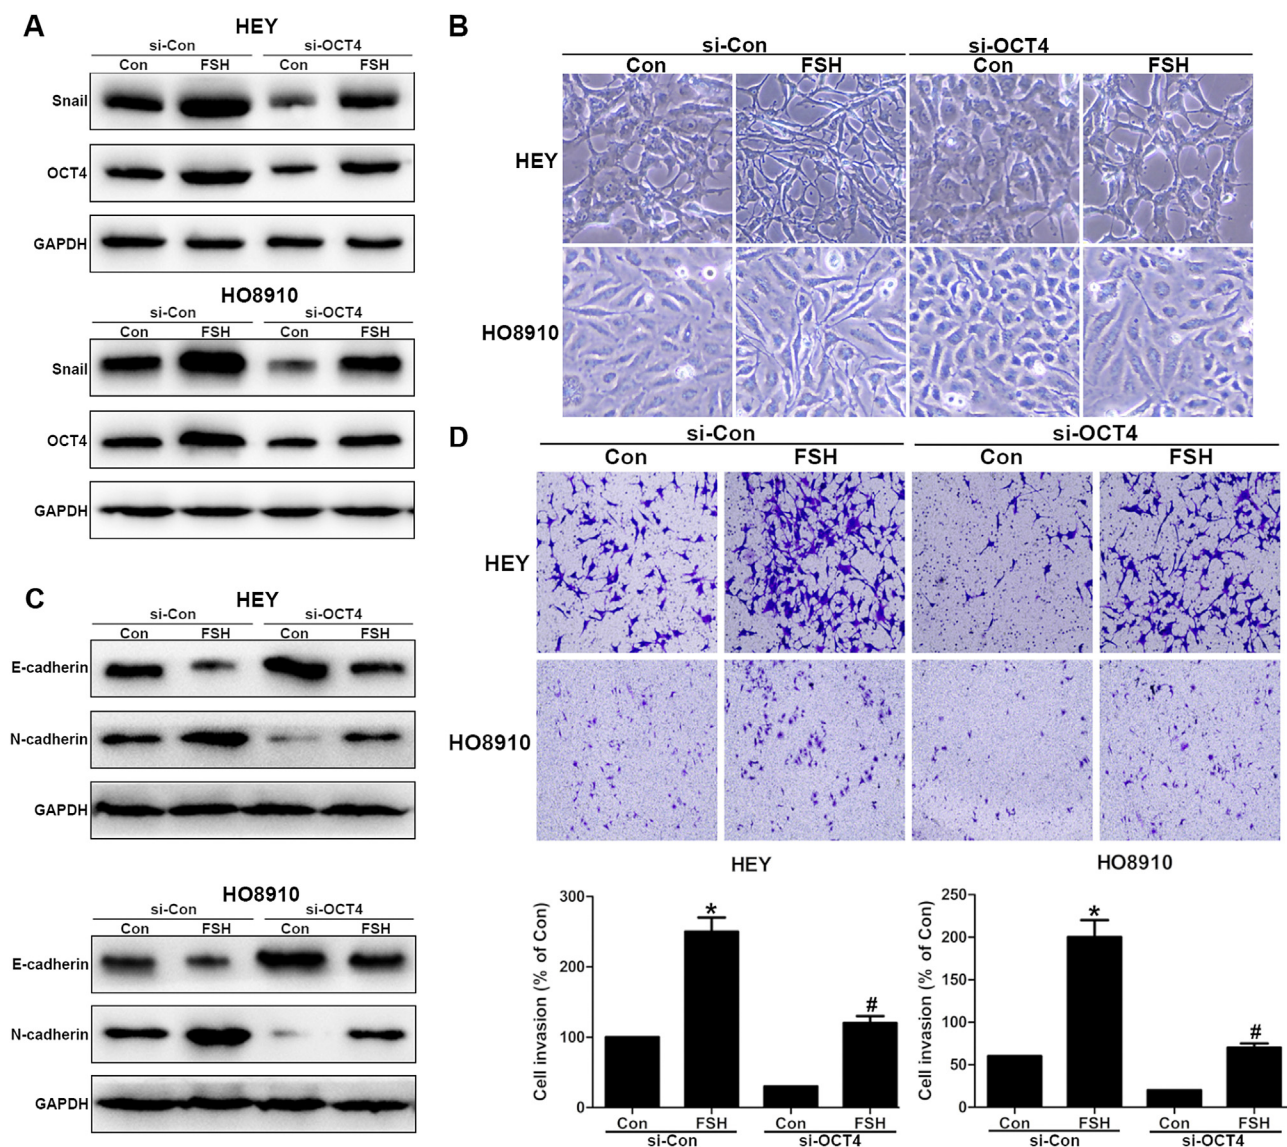 A
HEY
si-Con si-OCT4
Con FSH Con FSH
Snail
OCT4
GAPDH
HO8910
si-Con si-OCT4
Con FSH Con FSH
Snail
OCT4
GAPDH
B
si-Con si-OCT4
Con FSH Con FSH
HEY
HO8910
C
HEY
si-Con si-OCT4
Con FSH Con FSH
E-cadherin
N-cadherin
GAPDH
HO8910
si-Con si-OCT4
Con FSH Con FSH
E-cadherin
N-cadherin
GAPDH
D
si-Con si-OCT4
Con FSH Con FSH
HEY
HO8910
HEY
Cell invasion (% of Con)
300
200
100
0
*
#
Con FSH Con FSH
si-Con si-OCT4
HO8910
Cell invasion (% of Con)
250
200
150
100
50
0
*
#
Con FSH Con FSH
si-Con si-OCT4